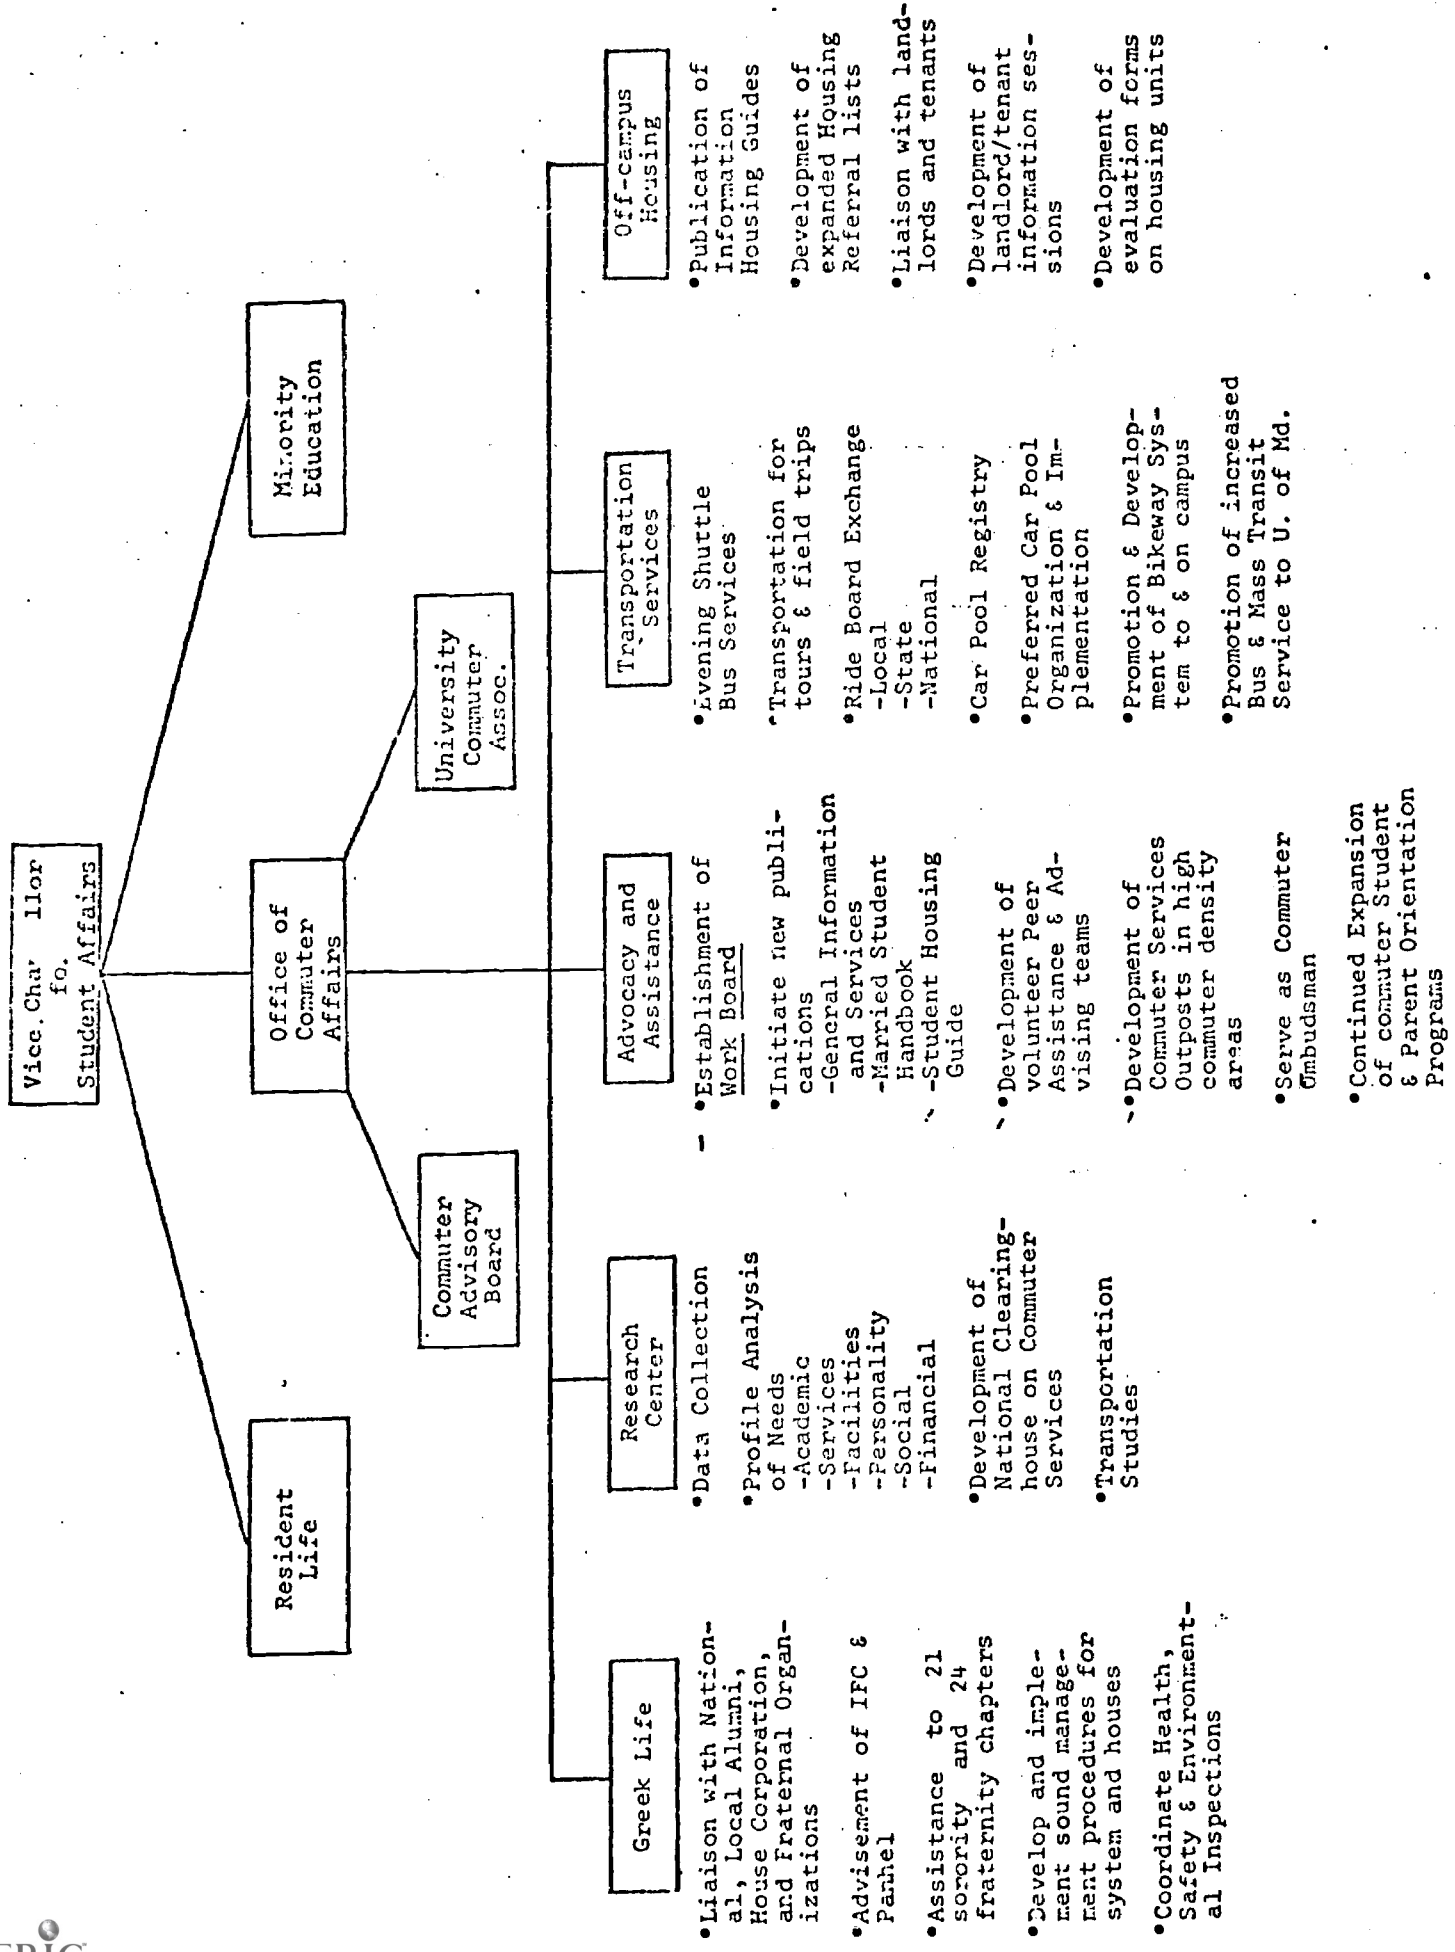 Vice
Student Affairs
Resident
Life
Office of
Commuter
Affairs
Minority
Education
Commuter
Advisory
Board
University
Commuter
Assoc.
Greek Life
•Liaison with Nation-
al, Local Alumni,
House Corporation,
and Fraternal Organ-
izations
•Advisement of IFC &
Panhel
•Assistance to 21
sorority and 24
fraternity chapters
•Develop and imple-
ment sound manage-
ment procedures for
system and houses
•Coordinate Health,
Safety & Environment-
al Inspections
Research
Center
•Data Collection
•Profile Analysis
of Needs
-Academic
-Services
-Facilities
-Personality
-Social
-Financial
•Development of
National Clearing-
house on Commuter
Services
•Transportation
Studies
Advocacy and
Assistance
•Establishment of
Work Board
•Initiate new publi-
cations
-General Information
and Services
-Married Student
Handbook
-Student Housing
Guide
•Development of
volunteer Peer
Assistance & Ad-
vising teams
•Development of
Commuter Services
Outposts in high
commuter density
areas
•Serve as Commuter
Ombudsman
•Continued Expansion
of commuter Student
& Parent Orientation
Programs
Transportation
Services
•Evening Shuttle
Bus Services
•Transportation for
tours & field trips
•Ride Board Exchange
-Local
-State
-National
•Car Pool Registry
•Preferred Car Pool
Organization & Im-
plementation
•Promotion & Develop-
ment of Bikeway Sys-
tem to & on campus
•Promotion of increased
Bus & Mass Transit
Service to U. of Md.
Off-campus
Housing
•Publication of
Information
Housing Guides
•Development of
expanded Housing
Referral lists
•Liaison with land-
lords and tenants
•Development of
landlord/tenant
information ses-
sions
•Development of
evaluation forms
on housing units